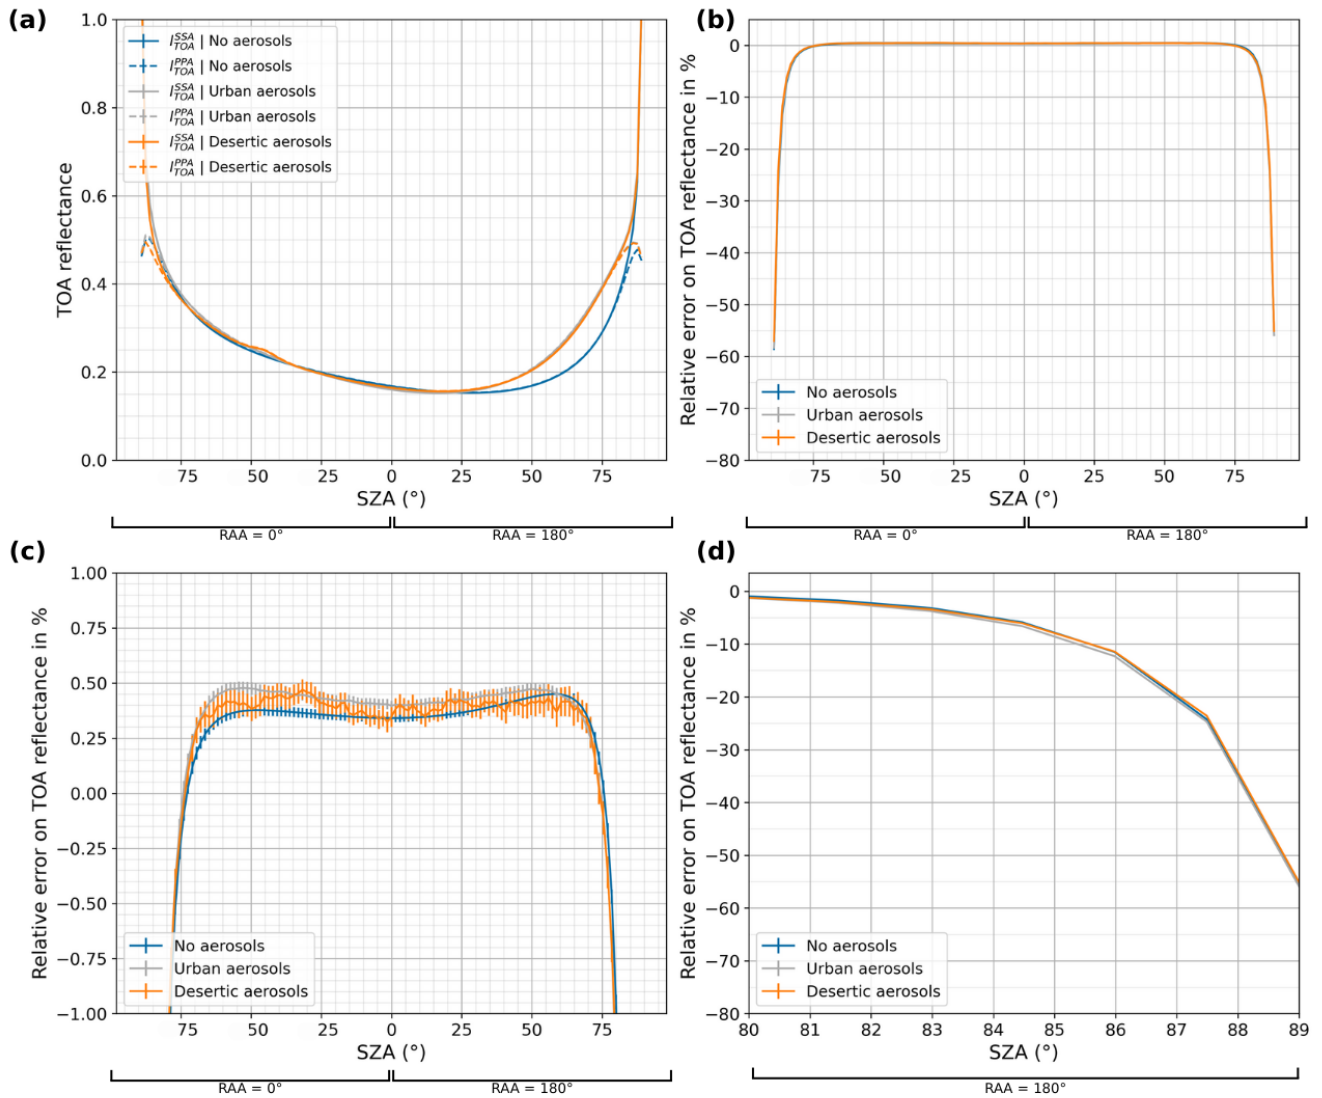 (a)
TOA reflectance
1.0
0.8
0.6
0.4
0.2
0.0
I_TOA^SSA | No aerosols
I_TOA^PPA | No aerosols
I_TOA^SSA | Urban aerosols
I_TOA^PPA | Urban aerosols
I_TOA^SSA | Desertic aerosols
I_TOA^PPA | Desertic aerosols
75 50 25 0 25 50 75
SZA (°)
RAA = 0° RAA = 180°
(b)
Relative error on TOA reflectance in %
0
−10
−20
−30
−40
−50
−60
−70
−80
No aerosols
Urban aerosols
Desertic aerosols
75 50 25 0 25 50 75
SZA (°)
RAA = 0° RAA = 180°
(c)
Relative error on TOA reflectance in %
1.00
0.75
0.50
0.25
0.00
−0.25
−0.50
−0.75
−1.00
No aerosols
Urban aerosols
Desertic aerosols
75 50 25 0 25 50 75
SZA (°)
RAA = 0° RAA = 180°
(d)
Relative error on TOA reflectance in %
0
−10
−20
−30
−40
−50
−60
−70
−80
No aerosols
Urban aerosols
Desertic aerosols
80 81 82 83 84 85 86 87 88 89
SZA (°)
RAA = 180°